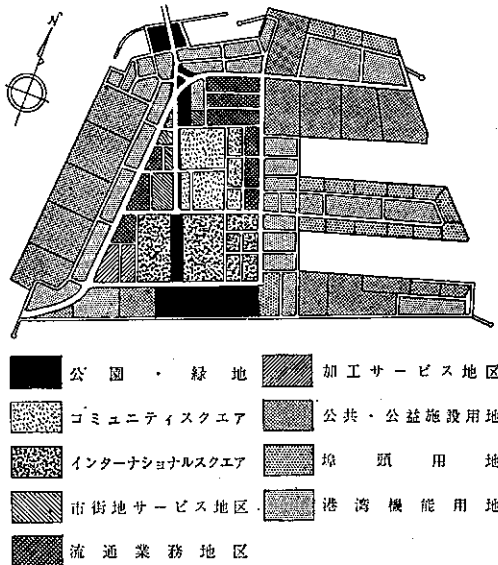 N
公園・緑地
コミュニティスクエア
インターナショナルスクエア
市街地サービス地区
流通業務地区
加工サービス地区
公共・公益施設用地
埠頭用地
港湾機能用地